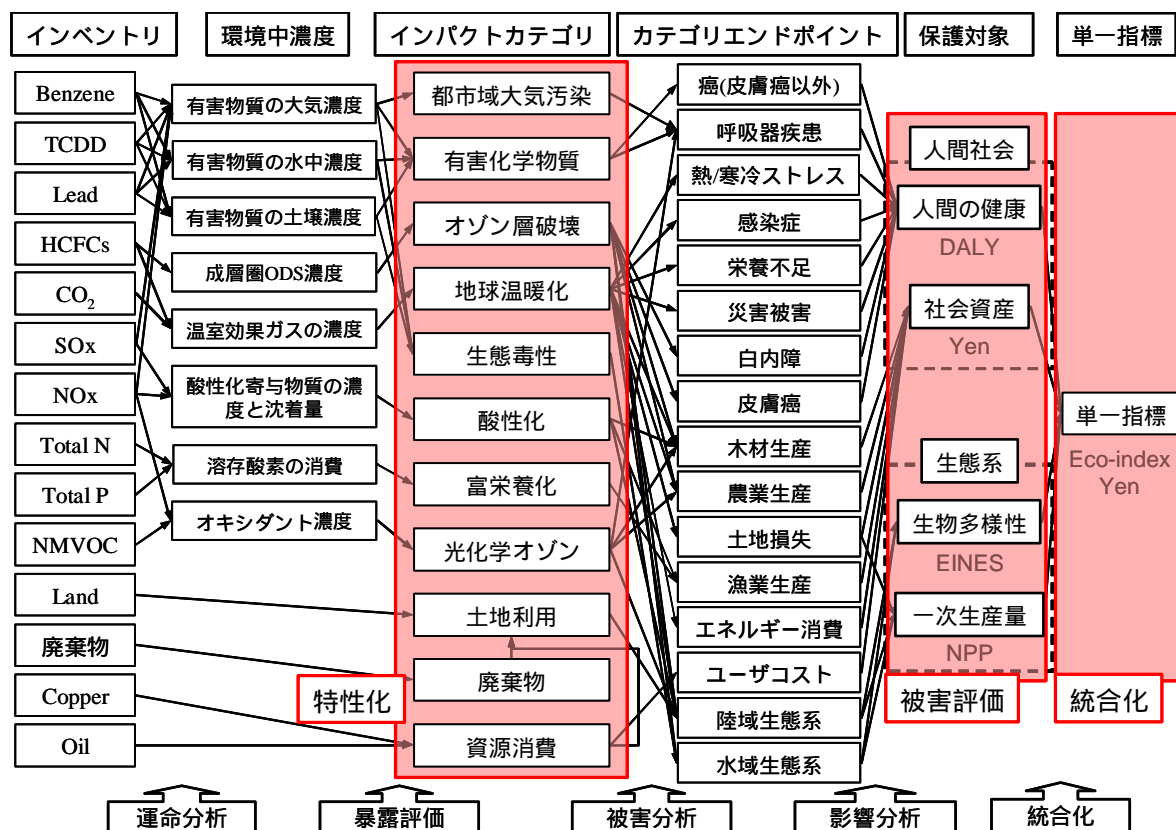 インベントリ
環境中濃度
インパクトカテゴリ
カテゴリエンドポイント
保護対象
単一指標
Benzene
TCDD
Lead
HCFCs
CO2
SOx
NOx
Total N
Total P
NMVOC
Land
廃棄物
Copper
Oil
有害物質の大気濃度
有害物質の水中濃度
有害物質の土壌濃度
成層圏ODS濃度
温室効果ガスの濃度
酸性化寄与物質の濃
度と沈着量
溶存酸素の消費
オキシダント濃度
都市域大気汚染
有害化学物質
オゾン層破壊
地球温暖化
生態毒性
酸性化
富栄養化
光化学オゾン
土地利用
廃棄物
資源消費
特性化
癌(皮膚癌以外)
呼吸器疾患
熱/寒冷ストレス
感染症
栄養不足
災害被害
白内障
皮膚癌
木材生産
農業生産
土地損失
漁業生産
エネルギー消費
ユーザコスト
陸域生態系
水域生態系
人間社会
人間の健康
DALY
社会資産
Yen
生態系
生物多様性
EINES
一次生産量
NPP
被害評価
単一指標
Eco-index
Yen
統合化
運命分析
暴露評価
被害分析
影響分析
統合化